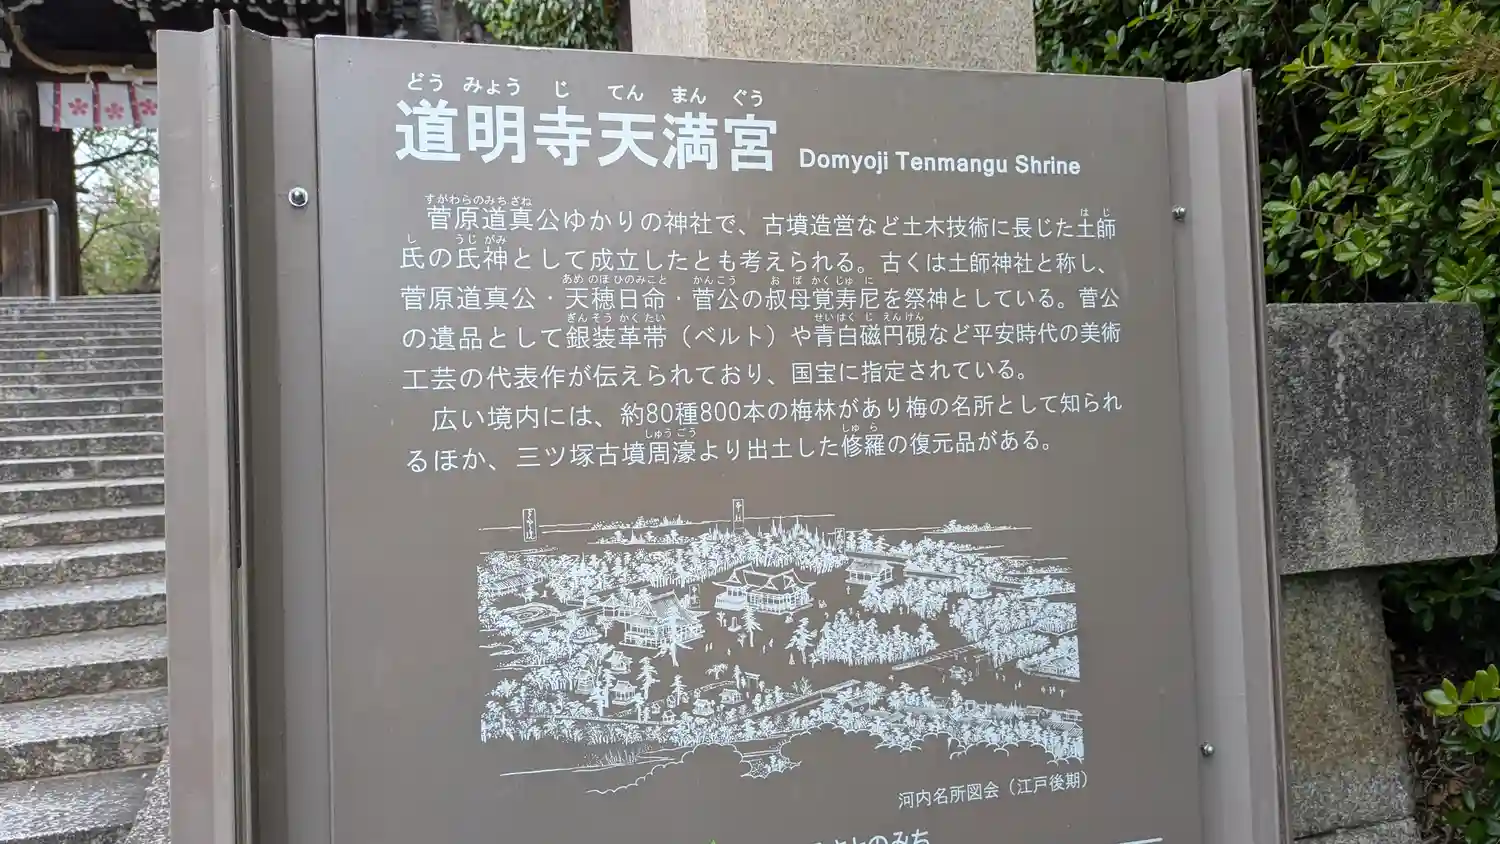 どう みょう じ てん まん ぐう
道明寺天満宮 Domyoji Tenmangu Shrine
すがわらのみちざね
菅原道真公ゆかりの神社で、古墳造営など土木技術に長じた土師
はじ
し うじがみ
氏の氏神として成立したとも考えられる。古くは土師神社と称し、
あめのほひのみこと かんこう おばかくじゅに
菅原道真公・天穂日命・菅公の叔母覚寿尼を祭神としている。菅公
ぎんそうかくたい せいはくじえんけん
の遺品として銀装革帯（ベルト）や青白磁円硯など平安時代の美術
工芸の代表作が伝えられており、国宝に指定されている。
広い境内には、約80種800本の梅林があり梅の名所として知られ
しゅうごう しゅら
るほか、三ツ塚古墳周濠より出土した修羅の復元品がある。
河内名所図会（江戸後期）
とのみち